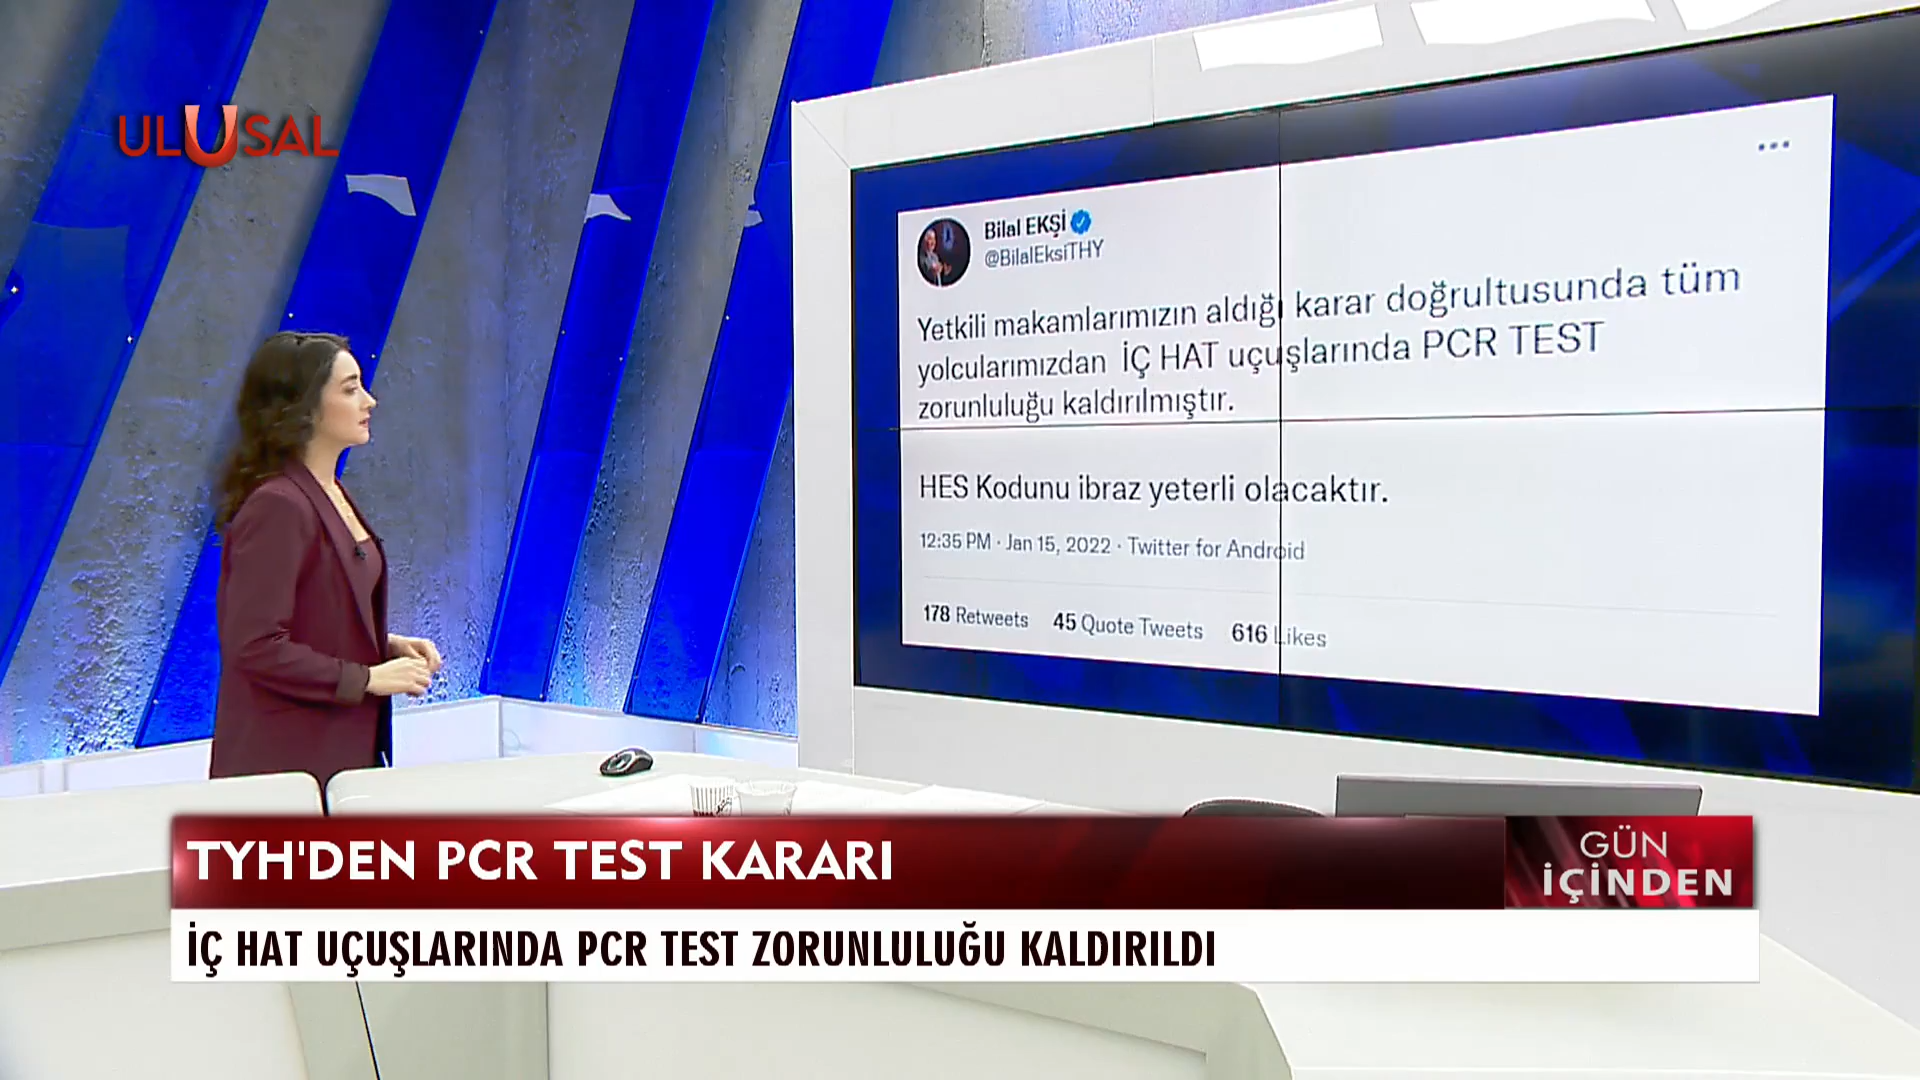 ULUSAL
Bilal EKŞİ
@BilalEksiTHY
Yetkili makamlarımızın aldığı karar doğrultusunda tüm
yolcularımızdan İÇ HAT uçuşlarında PCR TEST
zorunluluğu kaldırılmıştır.
HES Kodunu ibraz yeterli olacaktır.
12:35 PM · Jan 15, 2022 · Twitter for Android
178 Retweets 45 Quote Tweets 616 Likes
TYH'DEN PCR TEST KARARI
GÜN
İÇİNDEN
İÇ HAT UÇUŞLARINDA PCR TEST ZORUNLULUĞU KALDIRILDI